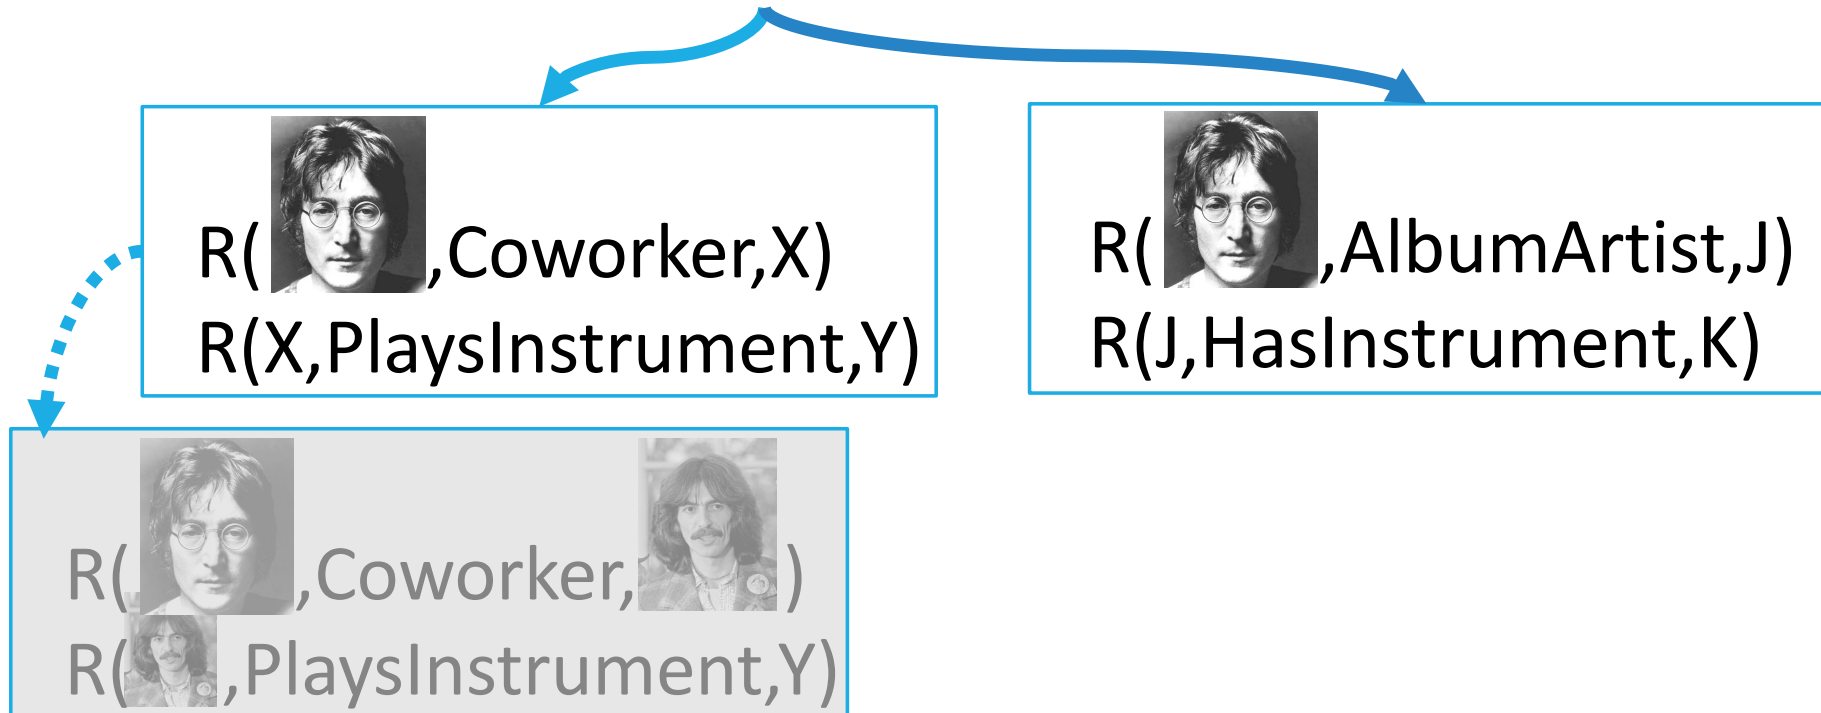 R( ,Coworker,X)
R(X,PlaysInstrument,Y)
R( ,AlbumArtist,J)
R(J,HasInstrument,K)
R( ,Coworker, )
R( ,PlaysInstrument,Y)